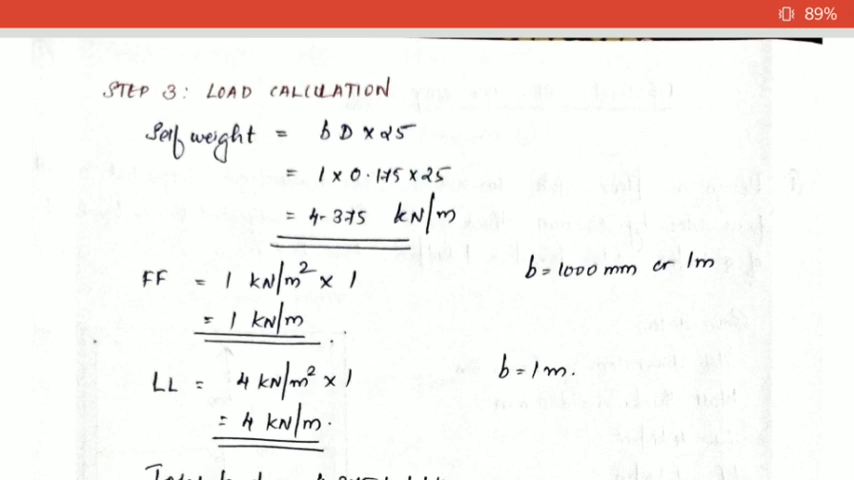 89%
STEP 3: LOAD CALCULATION
Self weight = b D × 25
= 1 × 0.175 × 25
= 4.375 kN/m
FF = 1 kN/m² × 1
b = 1000 mm or 1m
= 1 kN/m
LL = 4 kN/m² × 1
b = 1m.
= 4 kN/m.